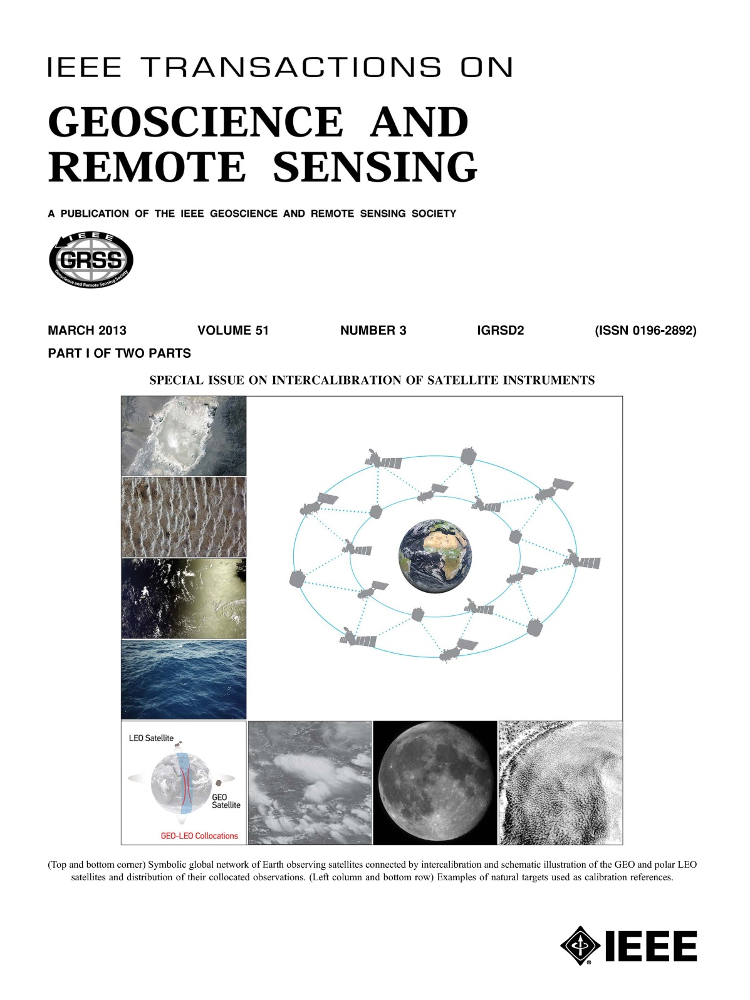 IEEE TRANSACTIONS ON
GEOSCIENCE AND
REMOTE SENSING
A PUBLICATION OF THE IEEE GEOSCIENCE AND REMOTE SENSING SOCIETY
IEEE
GRSS
Geoscience and Remote Sensing Society
MARCH 2013 VOLUME 51 NUMBER 3 IGRSD2 (ISSN 0196-2892)
PART I OF TWO PARTS
SPECIAL ISSUE ON INTERCALIBRATION OF SATELLITE INSTRUMENTS
LEO Satellite
GEO
Satellite
GEO-LEO Collocations
(Top and bottom corner) Symbolic global network of Earth observing satellites connected by intercalibration and schematic illustration of the GEO and polar LEO
satellites and distribution of their collocated observations. (Left column and bottom row) Examples of natural targets used as calibration references.
IEEE
®